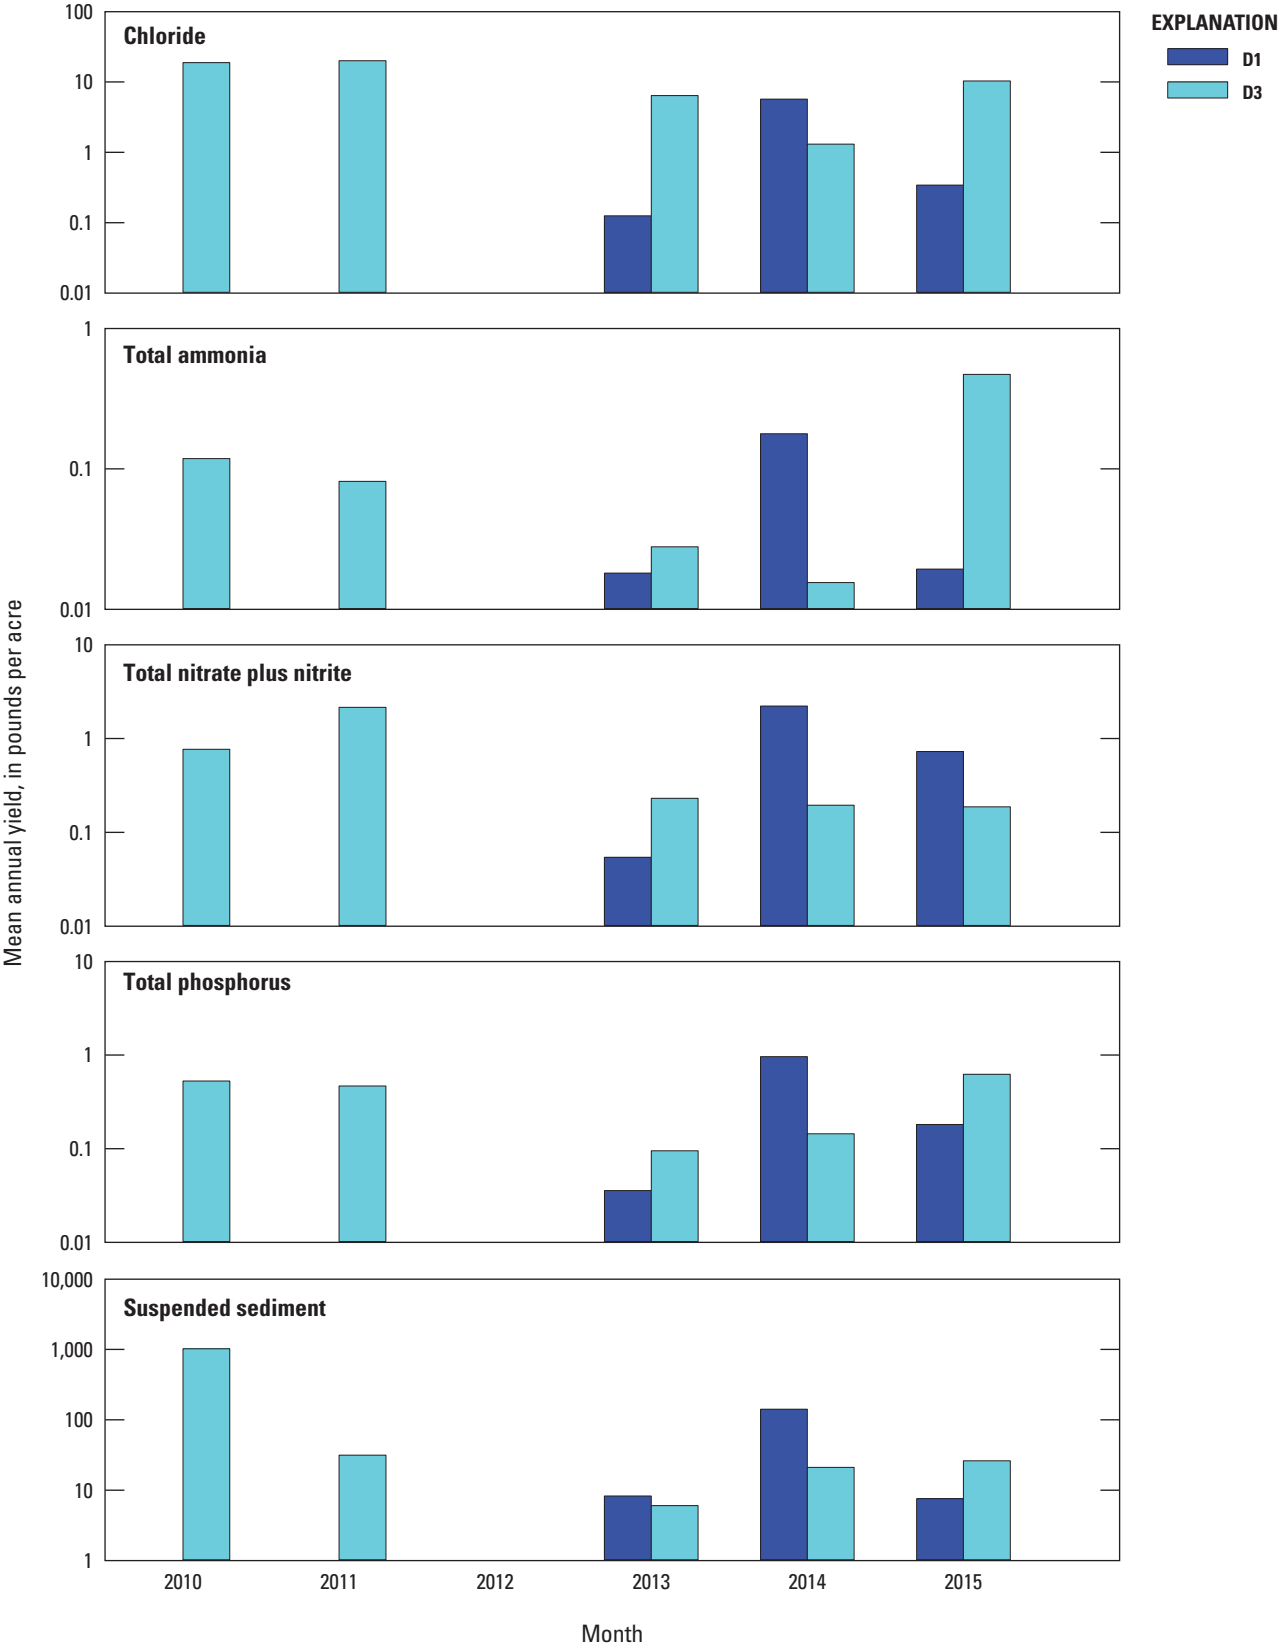 EXPLANATION
D1
D3
Mean annual yield, in pounds per acre
Chloride
100
10
1
0.1
0.01
Total ammonia
1
0.1
0.01
Total nitrate plus nitrite
10
1
0.1
0.01
Total phosphorus
10
1
0.1
0.01
Suspended sediment
10,000
1,000
100
10
1
2010 2011 2012 2013 2014 2015
Month